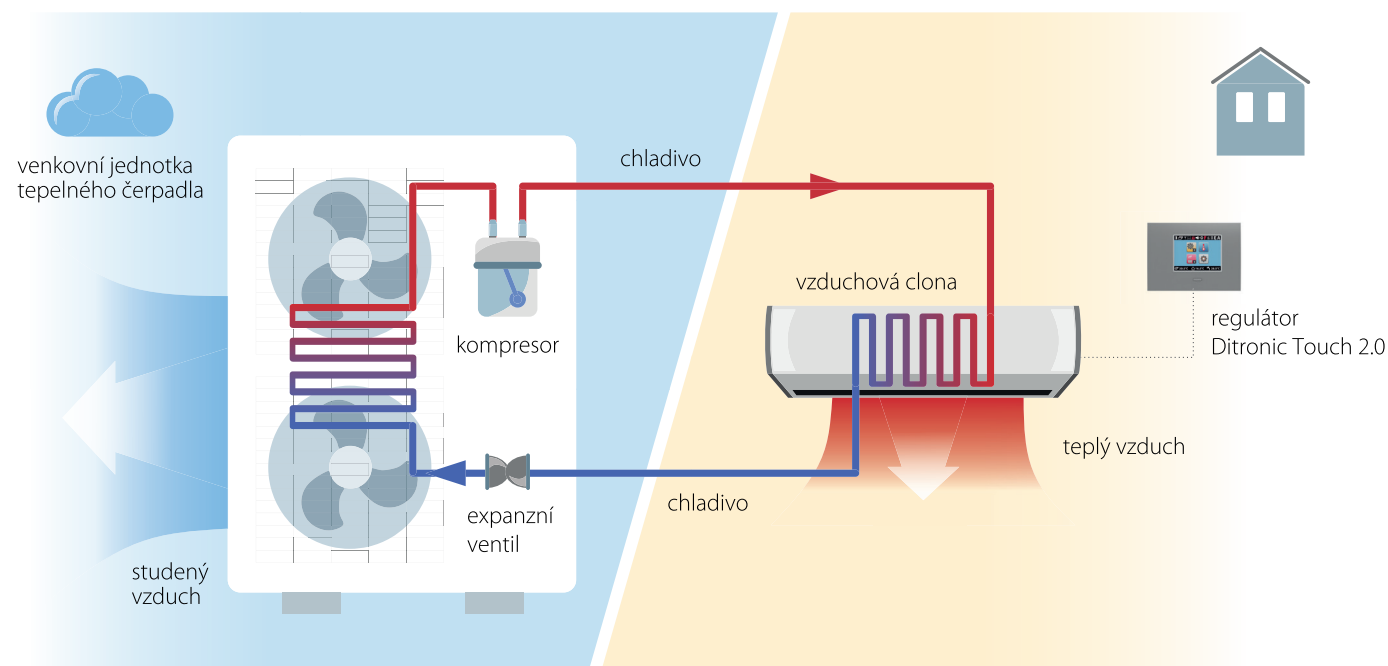 venkovní jednotka
tepelného čerpadla
chladivo
vzduchová clona
kompresor
regulátor
Ditronic Touch 2.0
teplý vzduch
chladivo
expanzní
ventil
studený
vzduch